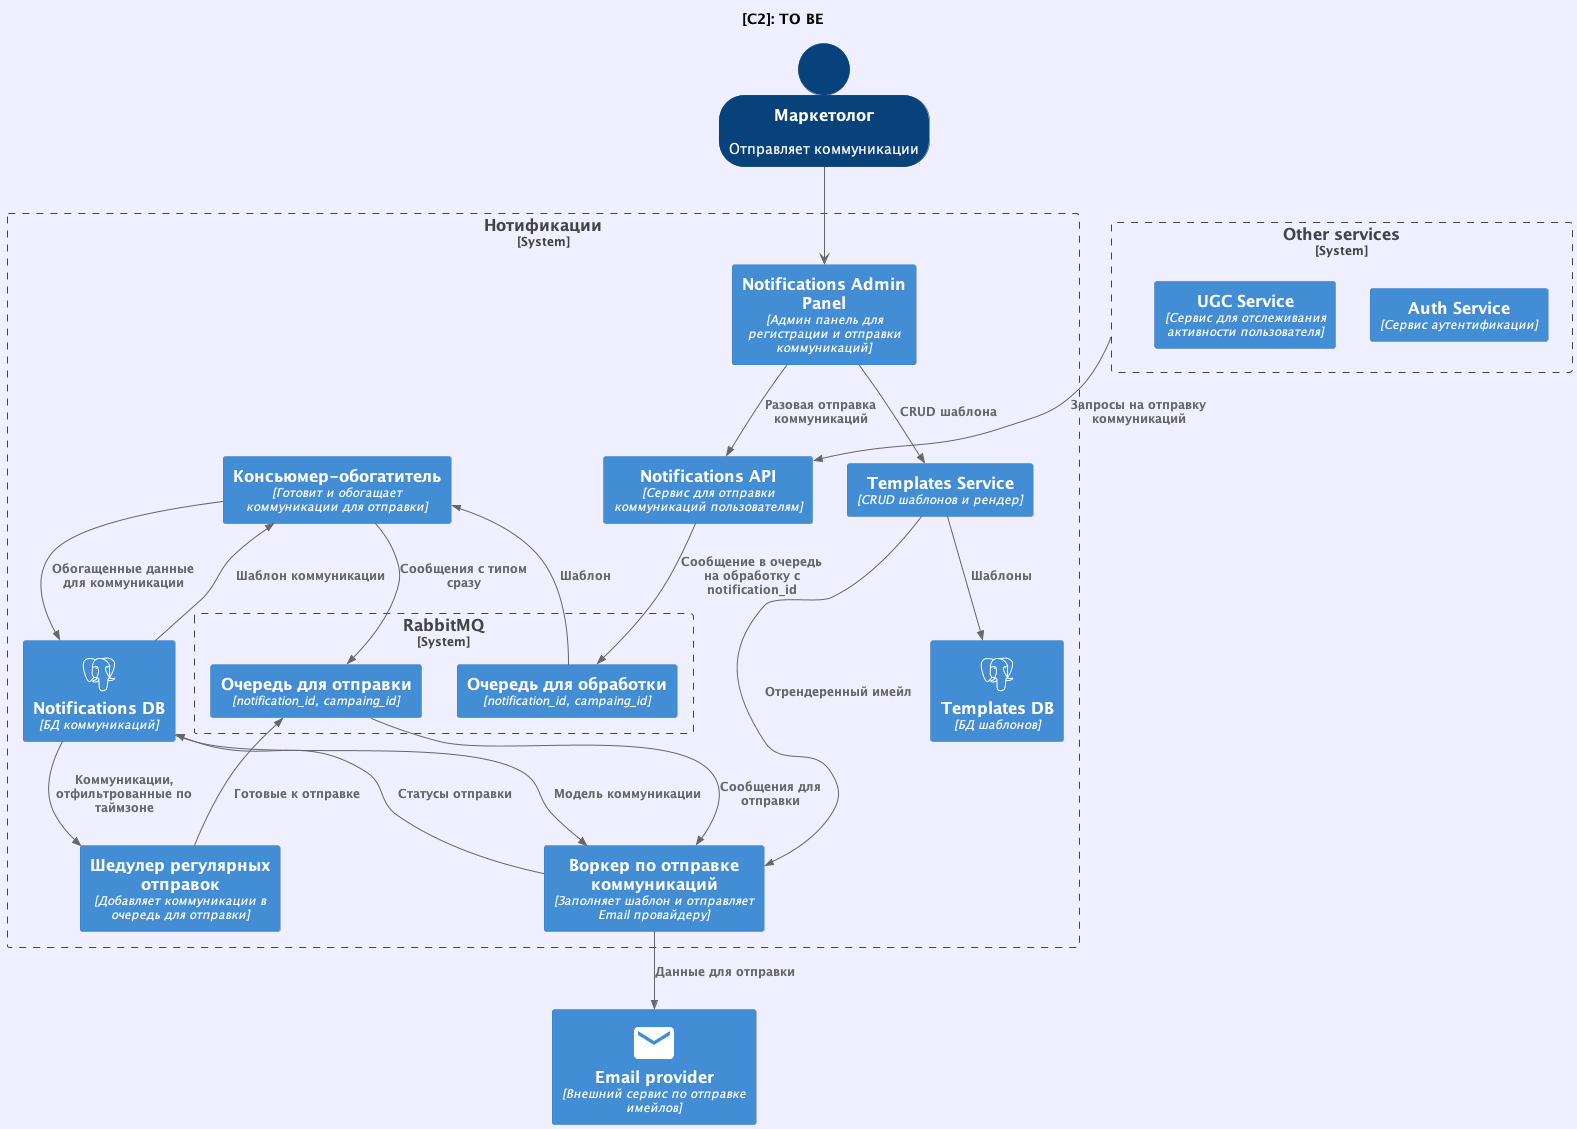 [C2]: TO BE
Маркетолог
Отправляет коммуникации
Нотификации
[System]
Other services
[System]
Notifications Admin
Panel
[Админ панель для
регистрации и отправки
коммуникаций]
UGC Service
[Сервис для отслеживания
активности пользователя]
Auth Service
[Сервис аутентификации]
Разовая отправка
коммуникаций
CRUD шаблона
Запросы на отправку
коммуникаций
Консьюмер-обогатитель
[Готовит и обогащает
коммуникации для отправки]
Notifications API
[Сервис для отправки
коммуникаций пользователям]
Templates Service
[CRUD шаблонов и рендер]
Обогащенные данные
для коммуникации
Шаблон коммуникации
Сообщения с типом
сразу
Шаблон
Сообщение в очередь
на обработку с
notification_id
Шаблоны
RabbitMQ
[System]
Очередь для отправки
[notification_id, campaing_id]
Очередь для обработки
[notification_id, campaing_id]
Notifications DB
[БД коммуникаций]
Отрендеренный имейл
Templates DB
[БД шаблонов]
Коммуникации,
отфильтрованные по
таймзоне
Готовые к отправке
Статусы отправки
Модель коммуникации
Сообщения для
отправки
Шедулер регулярных
отправок
[Добавляет коммуникации в
очередь для отправки]
Воркер по отправке
коммуникаций
[Заполняет шаблон и отправляет
Email провайдеру]
Данные для отправки
Email provider
[Внешний сервис по отправке
имейлов]